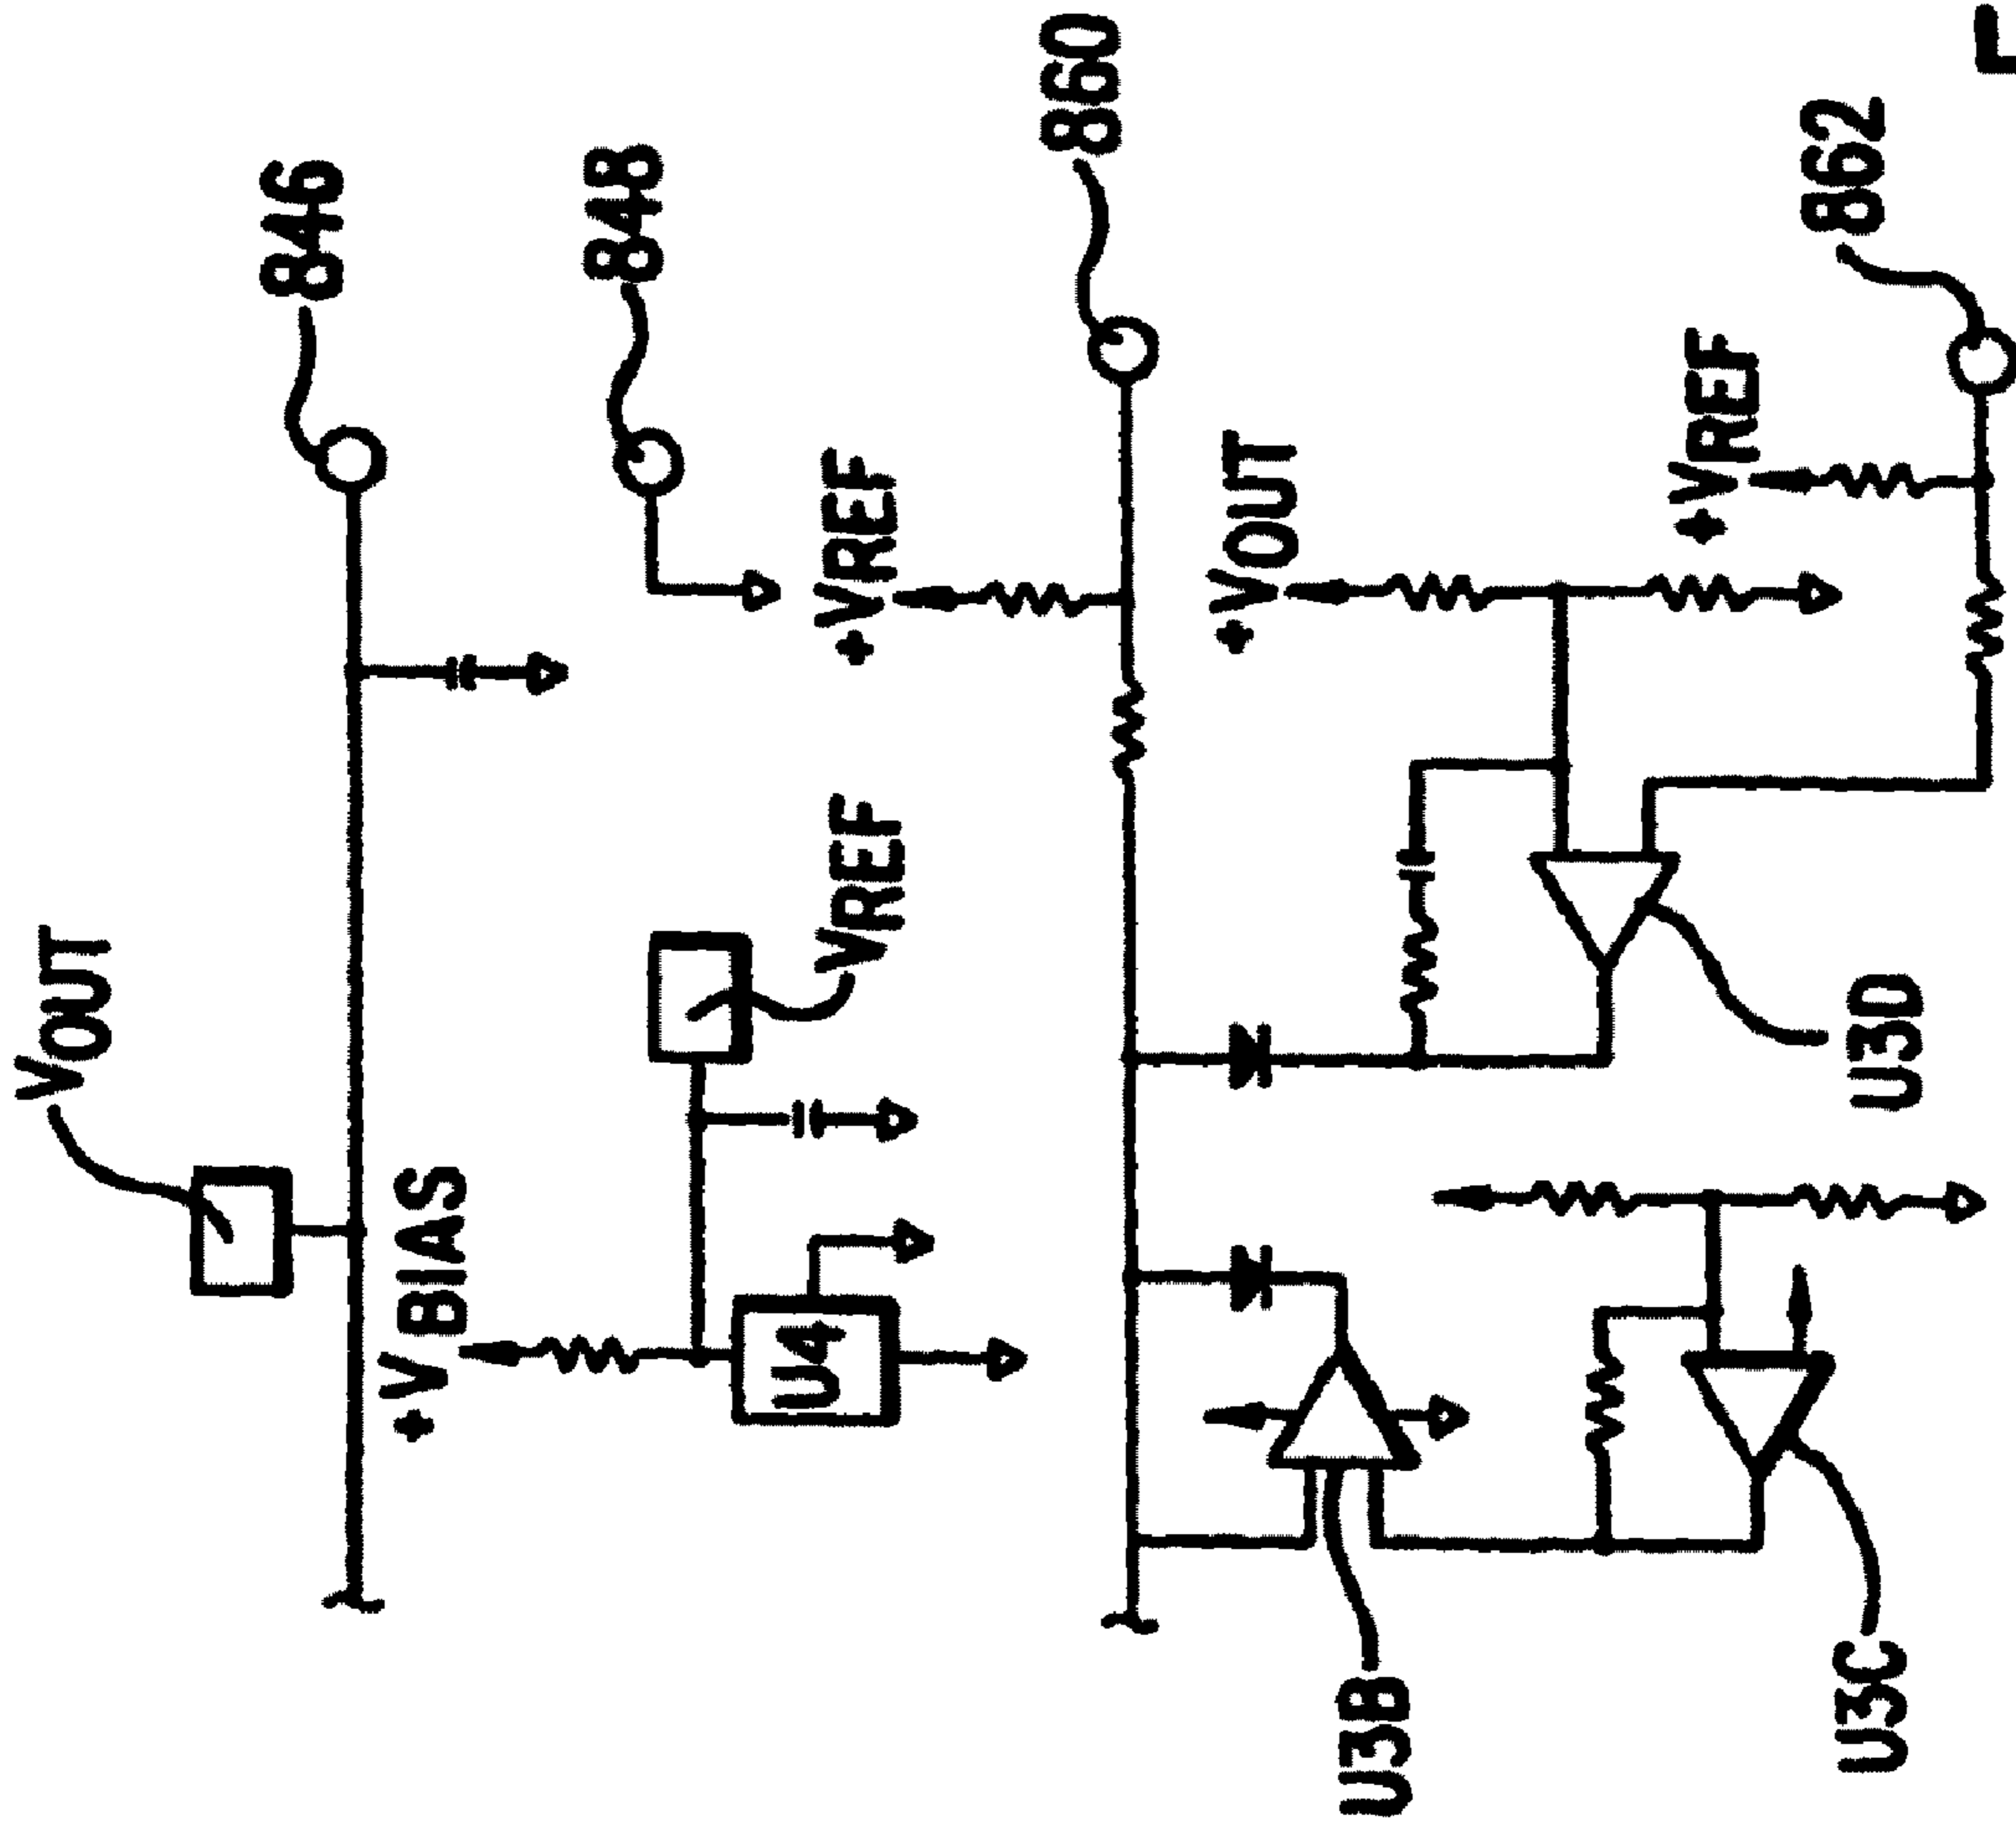 VOUT
846
848
+VBIAS
VREF
+VREF
U4
860
+VOUT
+VREF
862
U3D
U3B
U3C